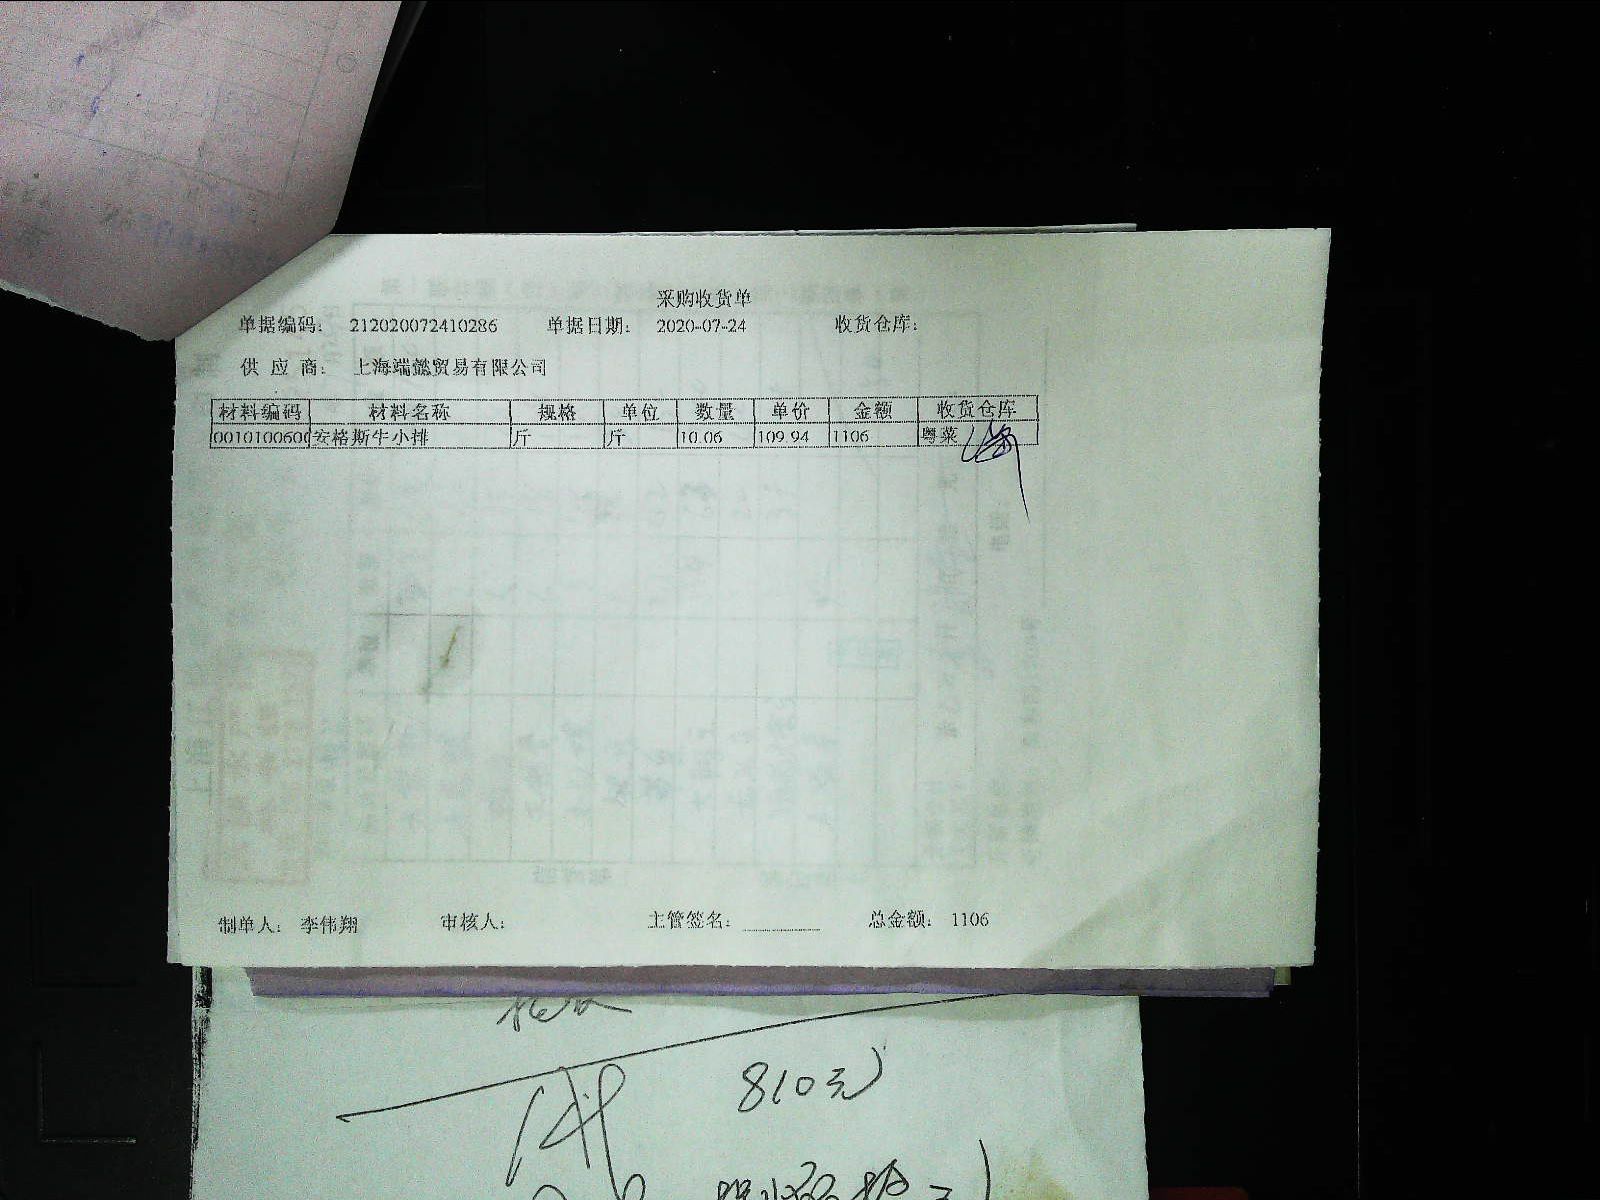 采购收货单
单据编码： 212020072410286 单据日期： 2020-07-24 收货仓库：
供 应 商： 上海端懿贸易有限公司
材料编码 材料名称 规格 单位 数量 单价 金额 收货仓库
0010100600 安格斯牛小排 斤 斤 10.06 109.94 1106 粤菜
制单人： 李伟翔 审核人： 主管签名： 总金额： 1106
810元